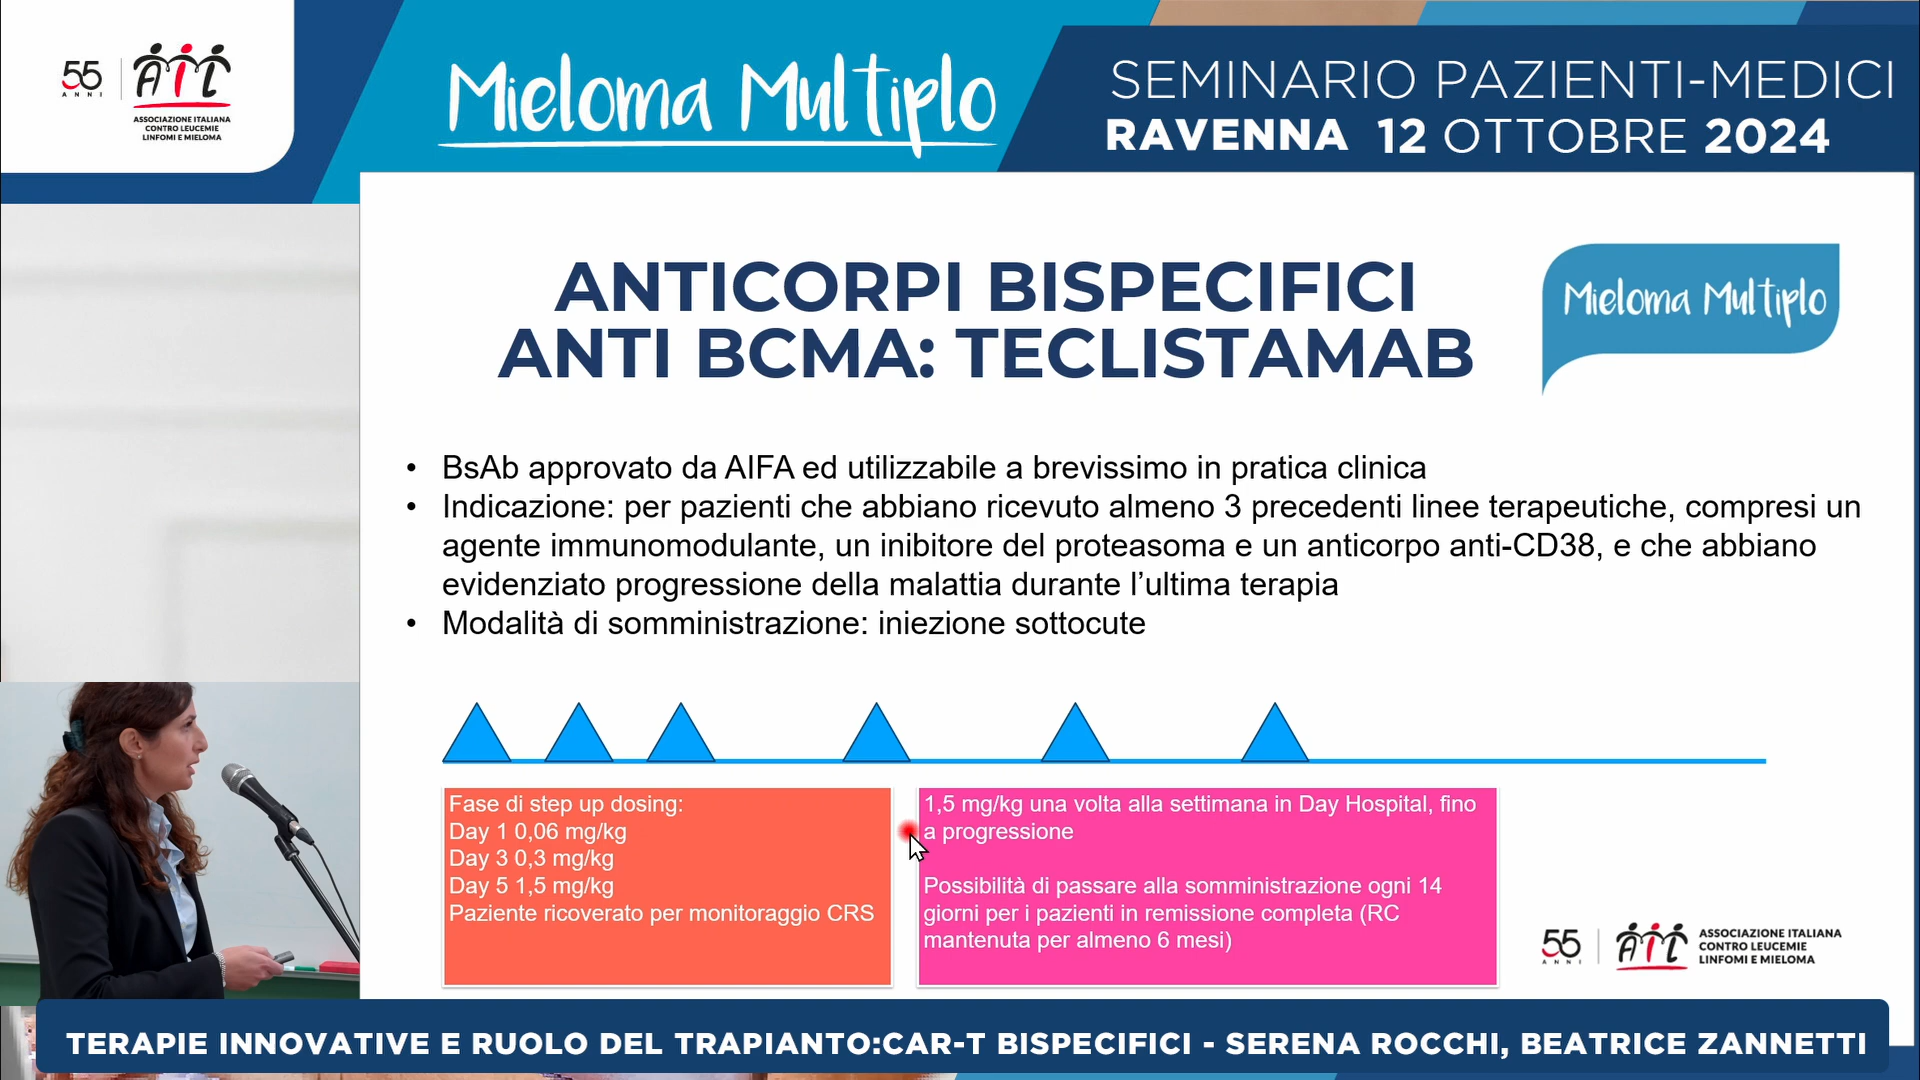 55
ANNI
AIL
ASSOCIAZIONE ITALIANA
CONTRO LEUCEMIE
LINFOMI E MIELOMA
Mieloma Multiplo
SEMINARIO PAZIENTI-MEDICI
RAVENNA 12 OTTOBRE 2024
ANTICORPI BISPECIFICI
ANTI BCMA: TECLISTAMAB
Mieloma Multiplo
• BsAb approvato da AIFA ed utilizzabile a brevissimo in pratica clinica
• Indicazione: per pazienti che abbiano ricevuto almeno 3 precedenti linee terapeutiche, compresi un
agente immunomodulante, un inibitore del proteasoma e un anticorpo anti-CD38, e che abbiano
evidenziato progressione della malattia durante l’ultima terapia
• Modalità di somministrazione: iniezione sottocute
Fase di step up dosing:
Day 1 0,06 mg/kg
Day 3 0,3 mg/kg
Day 5 1,5 mg/kg
Paziente ricoverato per monitoraggio CRS
1,5 mg/kg una volta alla settimana in Day Hospital, fino
a progressione
Possibilità di passare alla somministrazione ogni 14
giorni per i pazienti in remissione completa (RC
mantenuta per almeno 6 mesi)
55
ANNI
AIL
ASSOCIAZIONE ITALIANA
CONTRO LEUCEMIE
LINFOMI E MIELOMA
TERAPIE INNOVATIVE E RUOLO DEL TRAPIANTO:CAR-T BISPECIFICI - SERENA ROCCHI, BEATRICE ZANNETTI